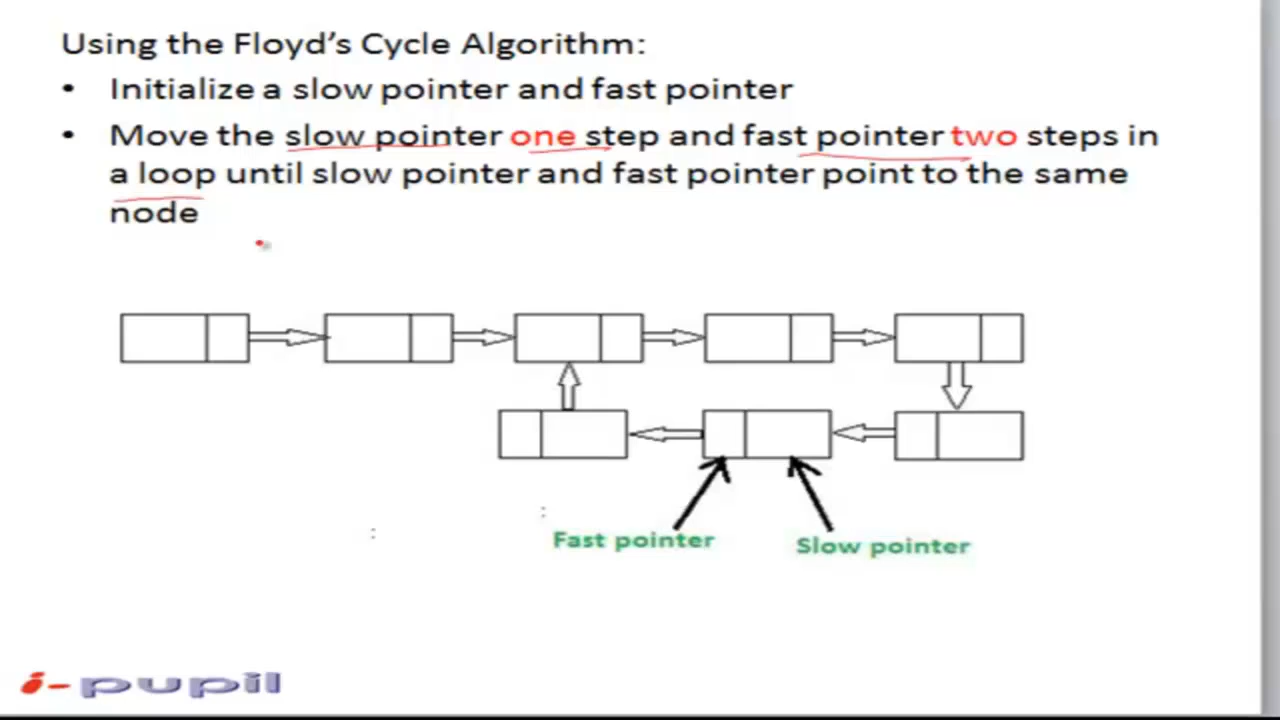 Using the Floyd's Cycle Algorithm:
• Initialize a slow pointer and fast pointer
• Move the slow pointer one step and fast pointer two steps in
a loop until slow pointer and fast pointer point to the same
node
Fast pointer
Slow pointer
i-pupil